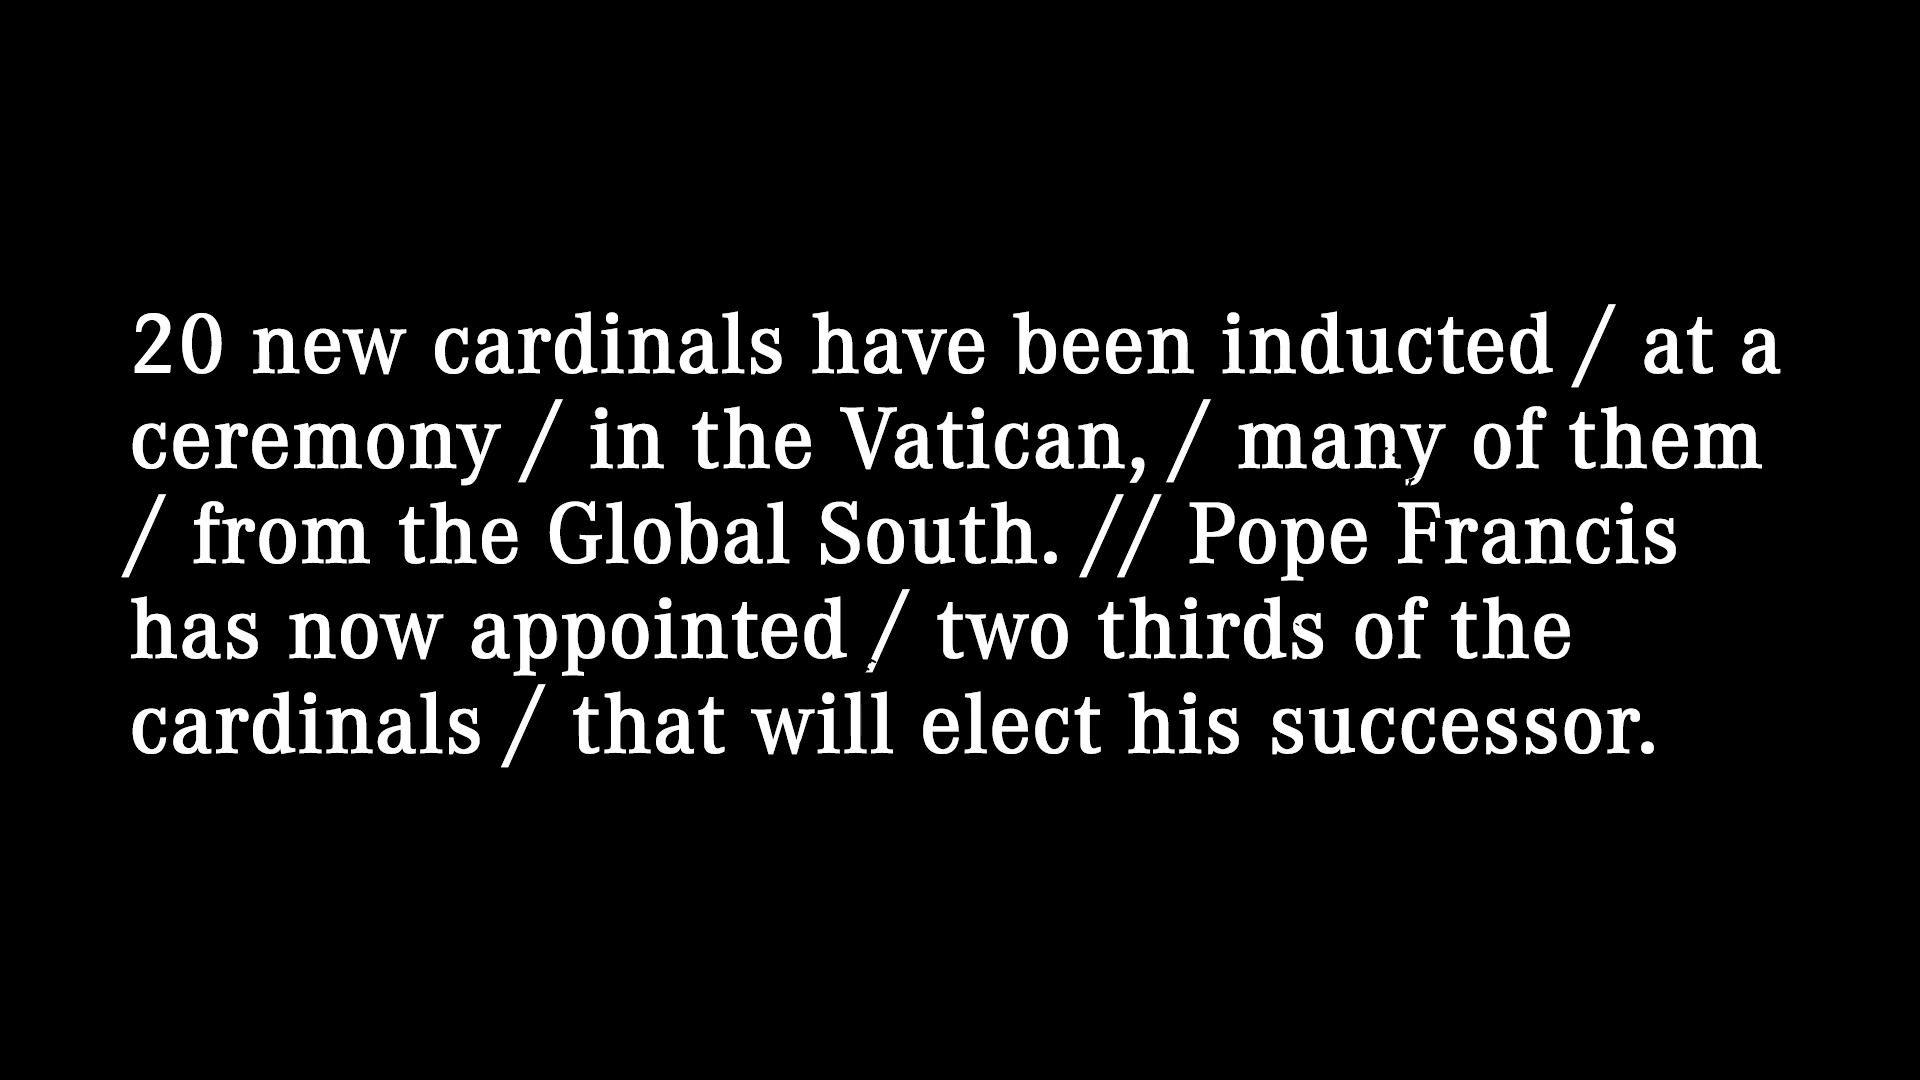 20 new cardinals have been inducted / at a
ceremony / in the Vatican, / many of them
/ from the Global South. // Pope Francis
has now appointed / two thirds of the
cardinals / that will elect his successor.